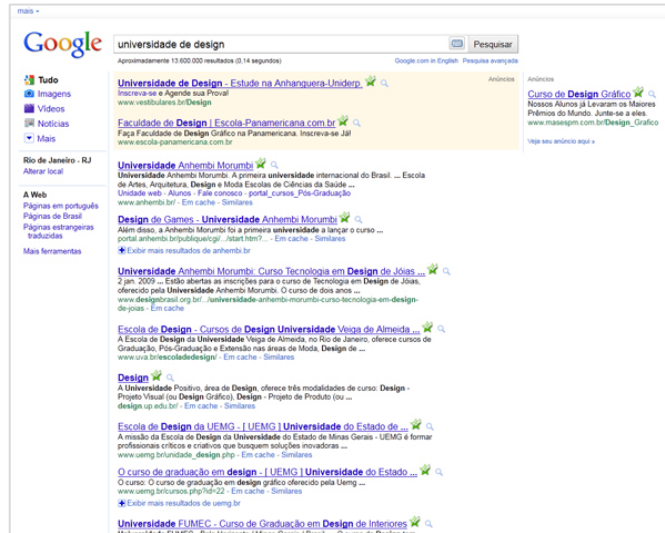 mais
Google
universidade de design
Pesquisar
Aproximadamente 13.600.000 resultados (0,14 segundos)
Google.com in English Pesquisa avançada
Tudo
Imagens
Vídeos
Notícias
Mais
Rio de Janeiro - RJ
Alterar local
A Web
Páginas em português
Páginas de Brasil
Páginas estrangeiras
traduzidas
Mais ferramentas
Anúncios
Universidade de Design - Estude na Anhanguera-Uniderp.
Inscreva-se e Agende sua Prova!
www.vestibulares.br/Design
Faculdade de Design | Escola-Panamericana.com.br
Faça Faculdade de Design Gráfico na Panamericana. Inscreva-se Já!
www.escola-panamericana.com.br
Universidade Anhembi Morumbi
Universidade Anhembi Morumbi. A primeira universidade internacional do Brasil. ... Escola
de Artes, Arquitetura, Design e Moda Escolas de Ciências da Saúde ...
Unidade web - Alunos - Fale conosco - portal_cursos_Pós-Graduação
www.anhembi.br/ - Em cache - Similares
Design de Games - Universidade Anhembi Morumbi
Além disso, a Anhembi Morumbi foi a primeira universidade a lançar o curso ...
portal.anhembi.br/publique/cgi/.../start.htm?... - Em cache - Similares
Exibir mais resultados de anhembi.br
Universidade Anhembi Morumbi: Curso Tecnologia em Design de Jóias ...
2 jan. 2009 ... Estão abertas as inscrições para o curso de Tecnologia em Design de Jóias,
oferecido pela Universidade Anhembi Morumbi. O curso de dois anos ...
www.designbrasil.org.br/.../universidade-anhembi-morumbi-curso-tecnologia-em-design-
de-joias - Em cache
Escola de Design - Cursos de Design Universidade Veiga de Almeida ...
A Escola de Design da Universidade Veiga de Almeida, no Rio de Janeiro, oferece cursos de
Graduação, Pós-Graduação e Extensão nas áreas de Moda, Design de ...
www.uva.br/escoladedesign/ - Em cache - Similares
Design
A Universidade Positivo, área de Design, oferece três modalidades de curso: Design -
Projeto Visual (ou Design Gráfico), Design - Projeto de Produto (ou ...
design.up.edu.br/ - Em cache - Similares
Escola de Design da UEMG - [ UEMG ] Universidade do Estado de ...
A missão da Escola de Design da Universidade do Estado de Minas Gerais - UEMG é formar
profissionais críticos e criativos que busquem soluções inovadoras ...
www.uemg.br/unidade_design.php - Em cache - Similares
O curso de graduação em design - [ UEMG ] Universidade do Estado ...
O curso: O curso de graduação em design gráfico oferecido pela Uemg ...
www.uemg.br/cursos.php?id=22 - Em cache - Similares
Exibir mais resultados de uemg.br
Universidade FUMEC - Curso de Graduação em Design de Interiores
Anúncios
Curso de Design Gráfico
Nossos Alunos já Levaram os Maiores
Prêmios do Mundo. Junte-se a eles.
www.masespm.com.br/Design_Grafico
Veja seu anúncio aqui »